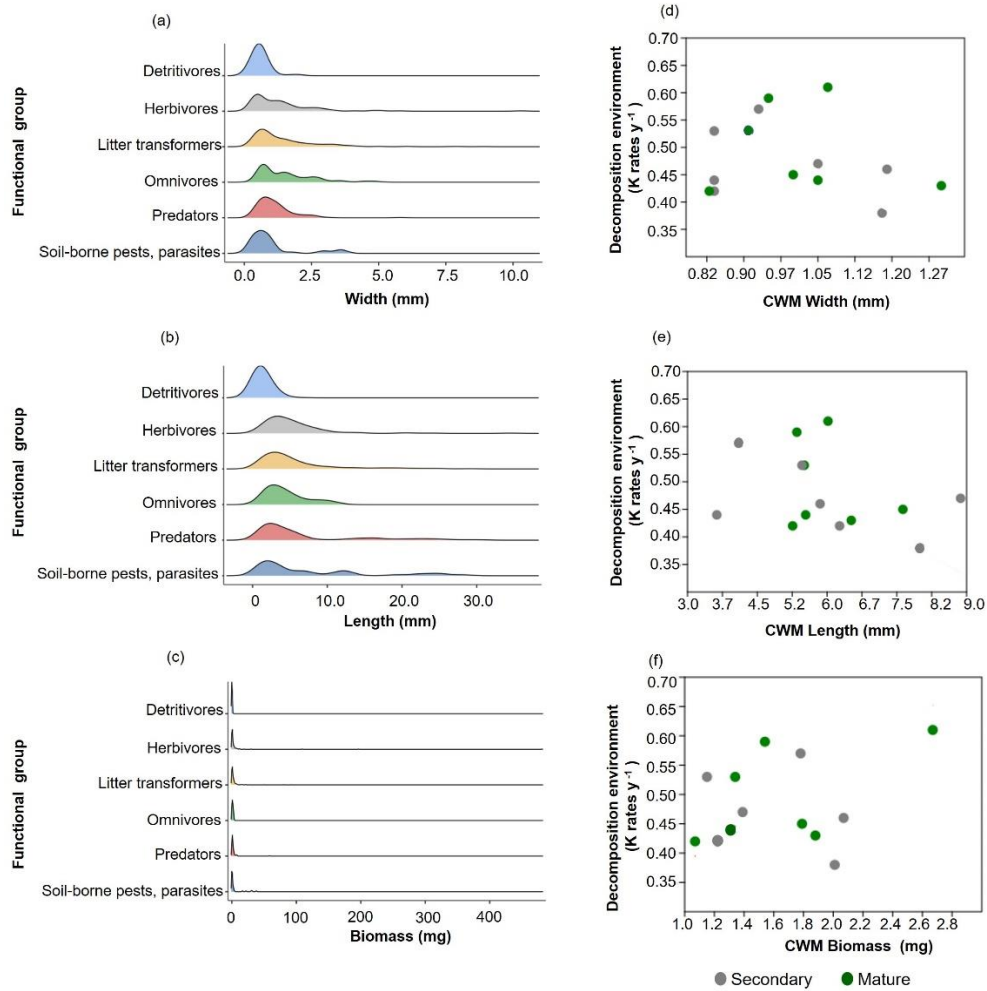 (a)
Functional group
Detritivores
Herbivores
Litter transformers
Omnivores
Predators
Soil-borne pests, parasites
0.0 2.5 5.0 7.5 10.0
Width (mm)
(d)
Decomposition environment
(K rates y⁻¹)
0.70
0.65
0.60
0.55
0.50
0.45
0.40
0.35
0.82 0.90 0.97 1.05 1.12 1.20 1.27
CWM Width (mm)
(b)
Functional group
Detritivores
Herbivores
Litter transformers
Omnivores
Predators
Soil-borne pests, parasites
0 10.0 20.0 30.0
Length (mm)
(e)
Decomposition environment
(K rates y⁻¹)
0.70
0.65
0.60
0.55
0.50
0.45
0.40
0.35
3.0 3.7 4.5 5.2 6.0 6.7 7.5 8.2 9.0
CWM Length (mm)
(c)
Functional group
Detritivores
Herbivores
Litter transformers
Omnivores
Predators
Soil-borne pests, parasites
0 100 200 300 400
Biomass (mg)
(f)
Decomposition environment
(K rates y⁻¹)
0.70
0.65
0.60
0.55
0.50
0.45
0.40
0.35
1.0 1.2 1.4 1.6 1.8 2.0 2.2 2.4 2.6 2.8
CWM Biomass (mg)
Secondary Mature